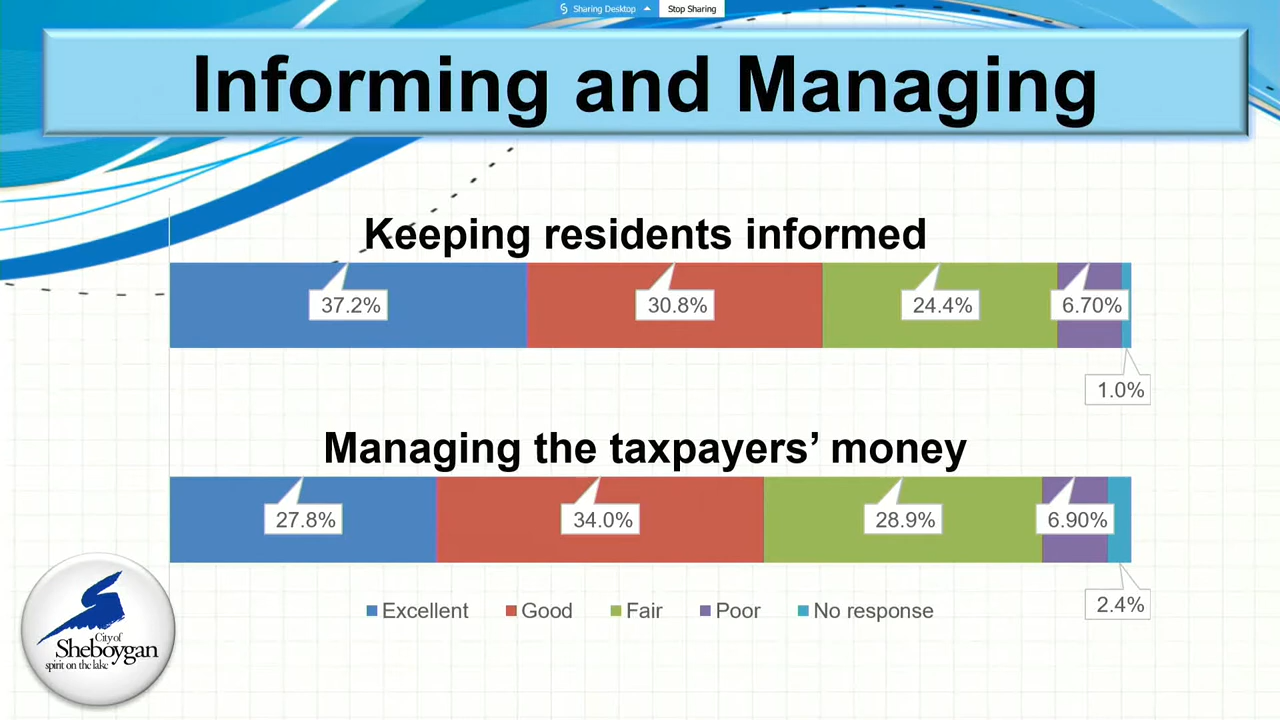 Sharing Desktop Stop Sharing
Informing and Managing
Keeping residents informed
37.2% 30.8% 24.4% 6.70%
1.0%
Managing the taxpayers’ money
27.8% 34.0% 28.9% 6.90%
2.4%
Excellent Good Fair Poor No response
City of
Sheboygan
spirit on the lake